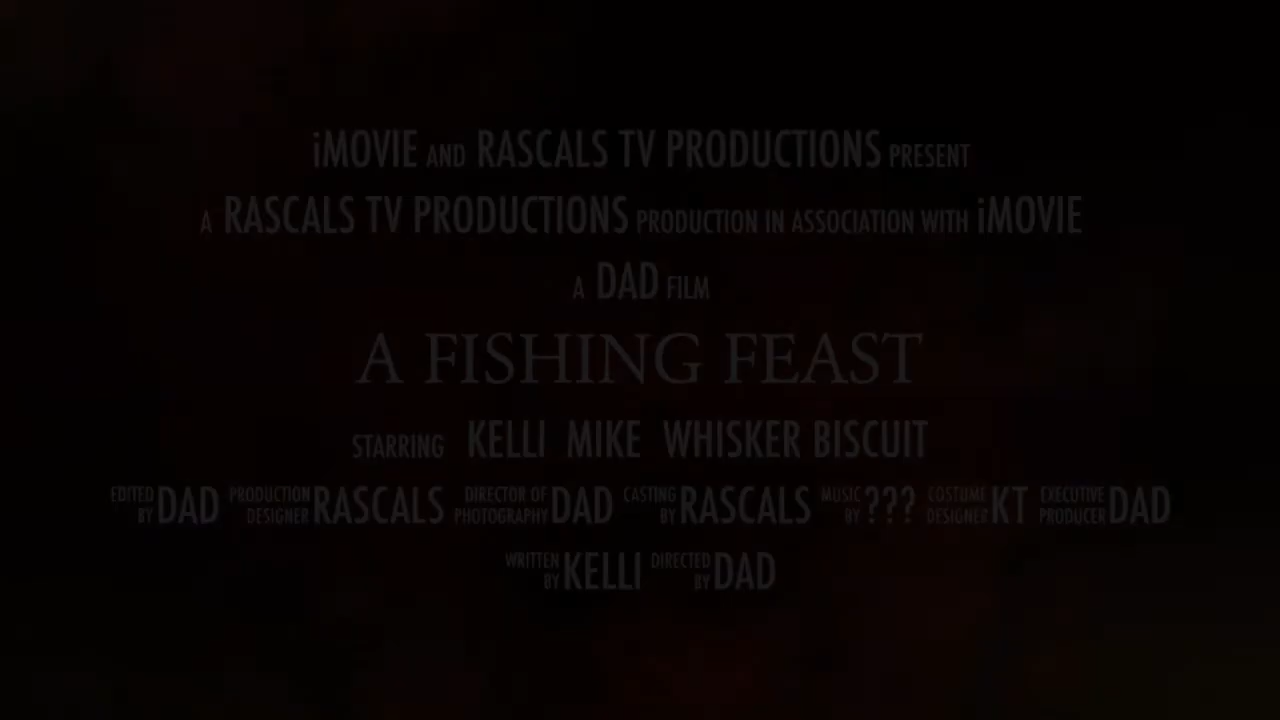 iMOVIE AND RASCALS TV PRODUCTIONS PRESENT
A RASCALS TV PRODUCTIONS PRODUCTION IN ASSOCIATION WITH iMOVIE
A DAD FILM
A FISHING FEAST
STARRING KELLI MIKE WHISKER BISCUIT
EDITED BY DAD PRODUCTION DESIGNER RASCALS DIRECTOR OF PHOTOGRAPHY DAD CASTING BY RASCALS MUSIC BY ??? COSTUME DESIGNER KT EXECUTIVE PRODUCER DAD
WRITTEN BY KELLI DIRECTED BY DAD